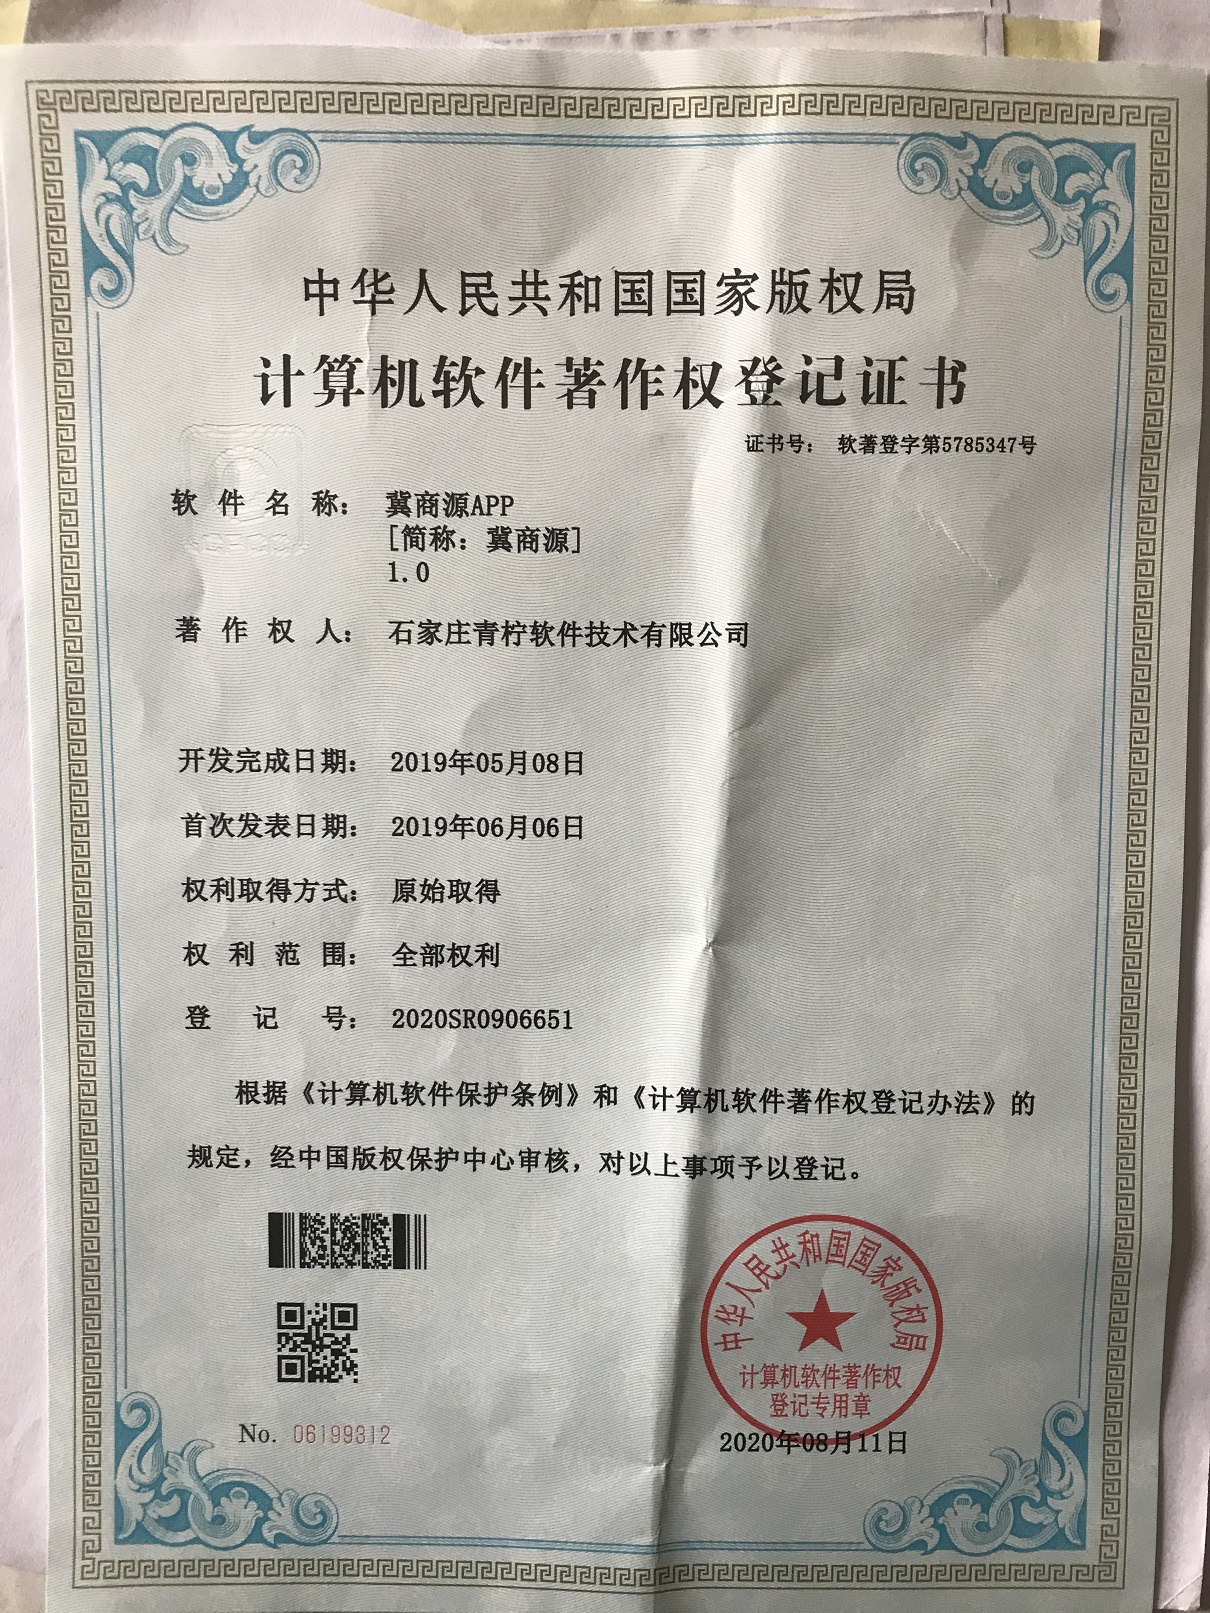 中华人民共和国国家版权局
计算机软件著作权登记证书
证书号： 软著登字第5785347号
软件名称： 冀商源APP
[简称：冀商源]
1.0
著作权人： 石家庄青柠软件技术有限公司
开发完成日期： 2019年05月08日
首次发表日期： 2019年06月06日
权利取得方式： 原始取得
权利范围： 全部权利
登记号： 2020SR0906651
根据《计算机软件保护条例》和《计算机软件著作权登记办法》的
规定，经中国版权保护中心审核，对以上事项予以登记。
中华人民共和国国家版权局
计算机软件著作权
登记专用章
No. 06199312
2020年08月11日